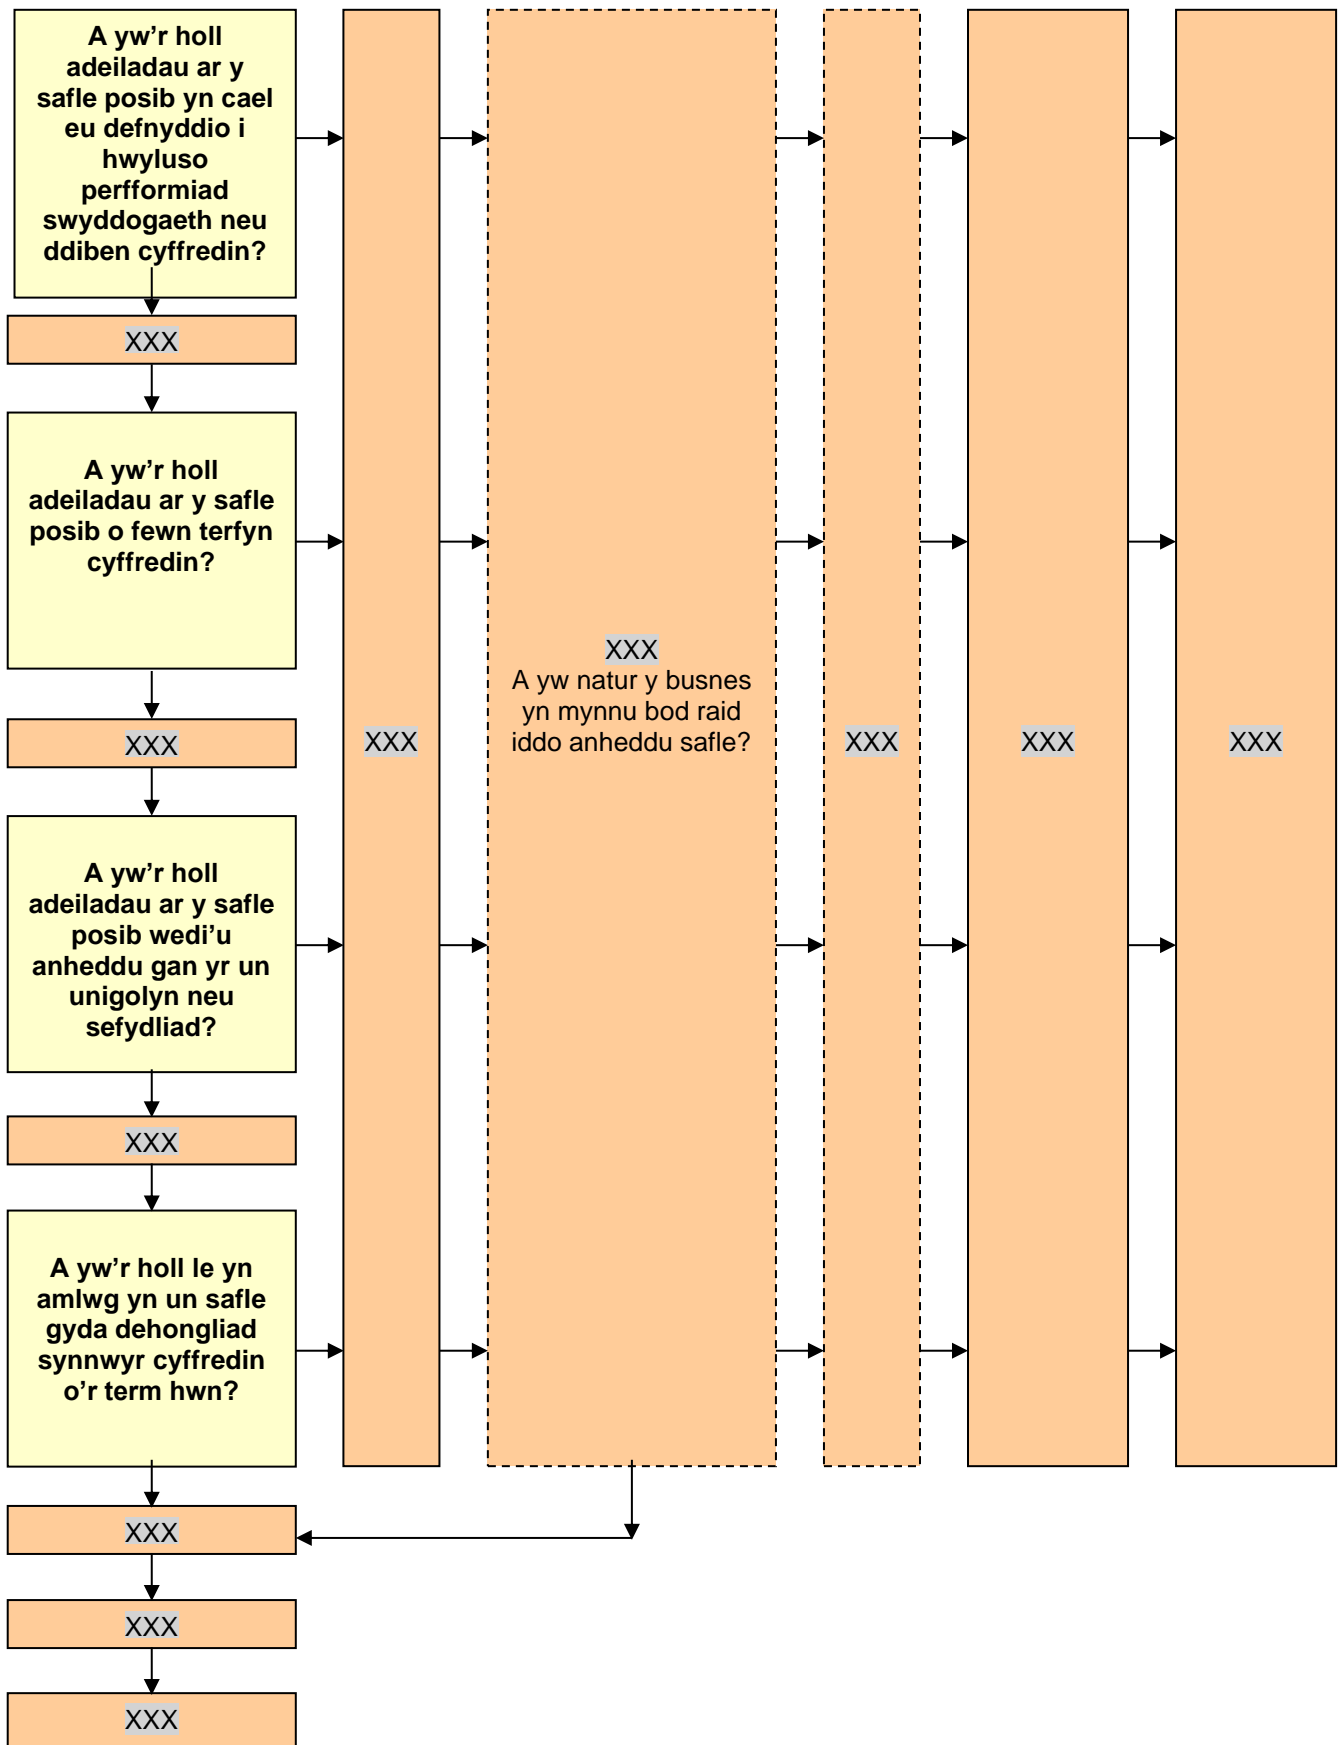 A yw'r holl
adeiladau ar y
safle posib yn cael
eu defnyddio i
hwyluso
perfformiad
swyddogaeth neu
ddiben cyffredin?
XXX
A yw’r holl
adeiladau ar y safle
posib o fewn terfyn
cyffredin?
XXX
A yw’r holl
adeiladau ar y safle
posib wedi’u
anheddu gan yr un
unigolyn neu
sefydliad?
XXX
A yw’r holl le yn
amlwg yn un safle
gyda dehongliad
synnwyr cyffredin
o’r term hwn?
XXX
XXX
XXX
XXX
XXX
A yw natur y busnes
yn mynnu bod raid
iddo anheddu safle?
XXX
XXX
XXX